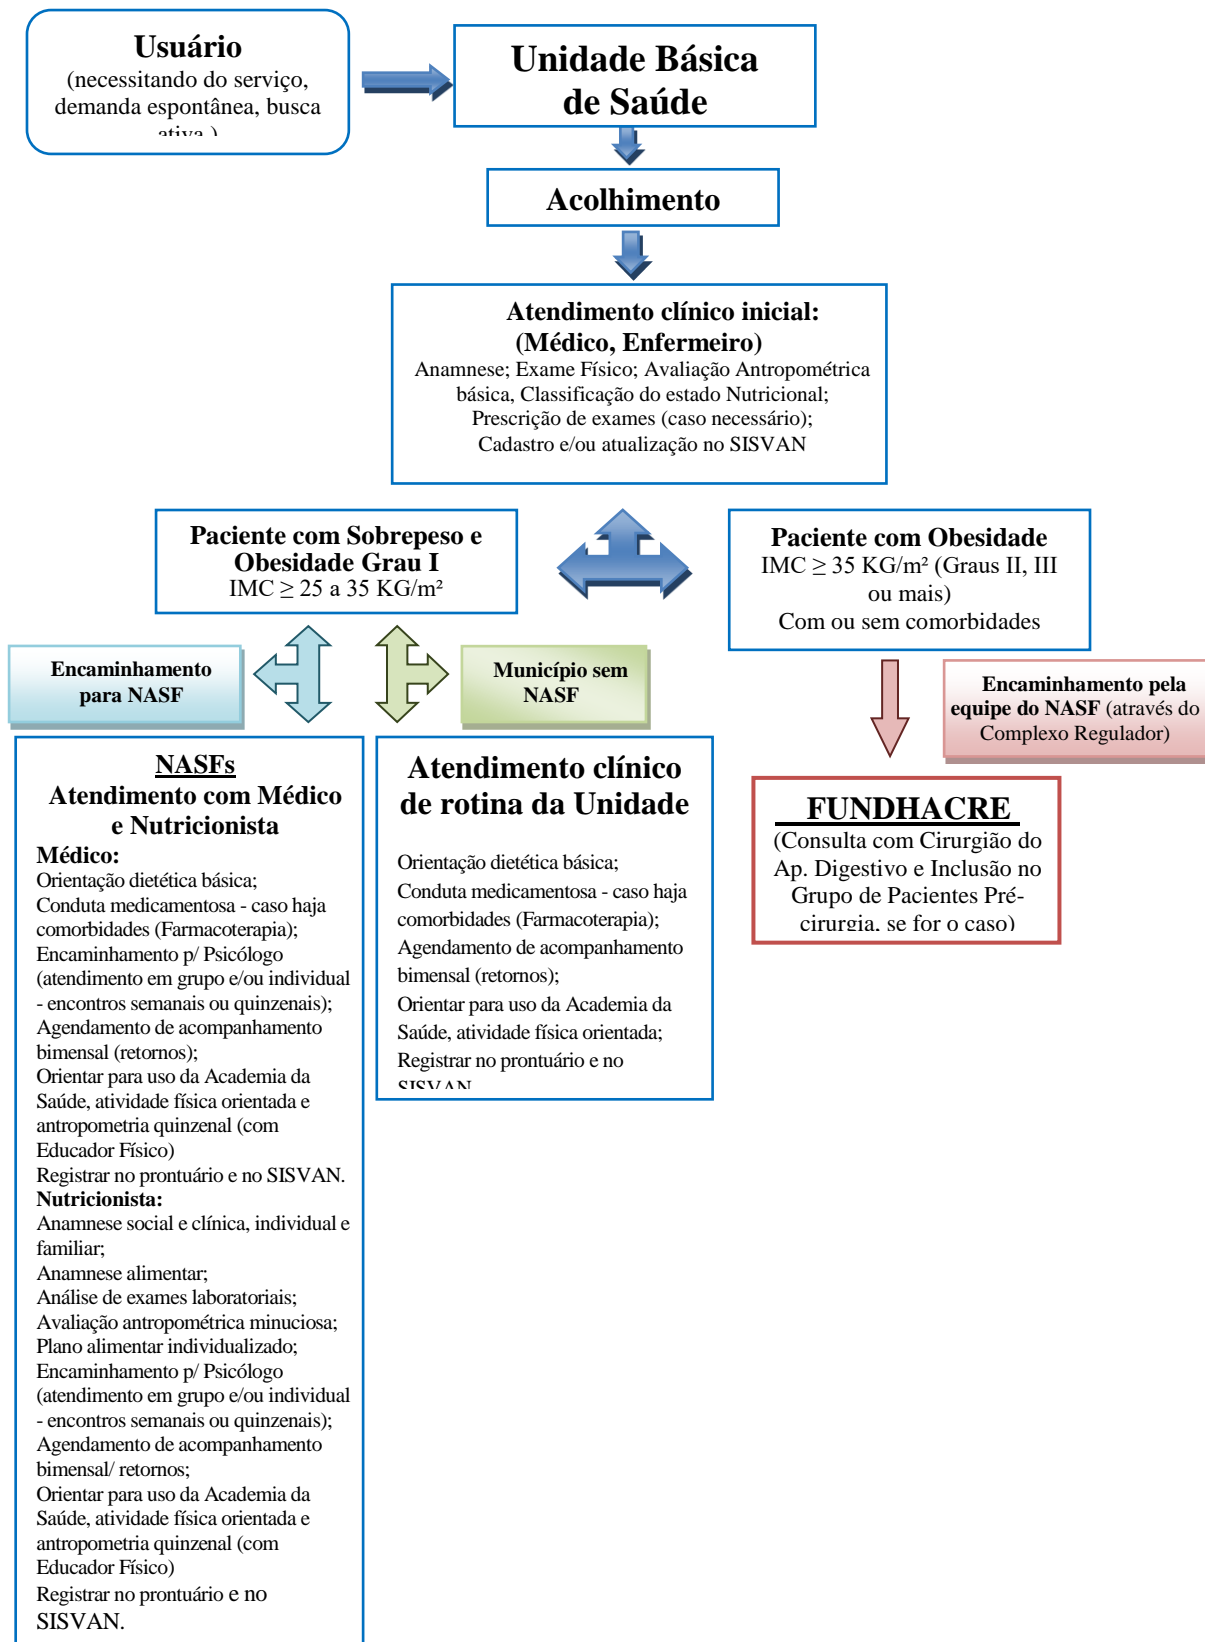 Usuário
(necessitando do serviço,
demanda espontânea, busca
ativa )
Unidade Básica
de Saúde
Acolhimento
Atendimento clínico inicial:
(Médico, Enfermeiro)
Anamnese; Exame Físico; Avaliação Antropométrica
básica, Classificação do estado Nutricional;
Prescrição de exames (caso necessário);
Cadastro e/ou atualização no SISVAN
Paciente com Sobrepeso e
Obesidade Grau I
IMC ≥ 25 a 35 KG/m²
Paciente com Obesidade
IMC ≥ 35 KG/m² (Graus II, III
ou mais)
Com ou sem comorbidades
Encaminhamento
para NASF
Município sem
NASF
Encaminhamento pela
equipe do NASF (através do
Complexo Regulador)
NASFs
Atendimento com Médico
e Nutricionista
Médico:
Orientação dietética básica;
Conduta medicamentosa - caso haja
comorbidades (Farmacoterapia);
Encaminhamento p/ Psicólogo
(atendimento em grupo e/ou individual
- encontros semanais ou quinzenais);
Agendamento de acompanhamento
bimensal (retornos);
Orientar para uso da Academia da
Saúde, atividade física orientada e
antropometria quinzenal (com
Educador Físico)
Registrar no prontuário e no SISVAN.
Nutricionista:
Anamnese social e clínica, individual e
familiar;
Anamnese alimentar;
Análise de exames laboratoriais;
Avaliação antropométrica minuciosa;
Plano alimentar individualizado;
Encaminhamento p/ Psicólogo
(atendimento em grupo e/ou individual
- encontros semanais ou quinzenais);
Agendamento de acompanhamento
bimensal/ retornos;
Orientar para uso da Academia da
Saúde, atividade física orientada e
antropometria quinzenal (com
Educador Físico)
Registrar no prontuário e no
SISVAN.
Atendimento clínico
de rotina da Unidade
Orientação dietética básica;
Conduta medicamentosa - caso haja
comorbidades (Farmacoterapia);
Agendamento de acompanhamento
bimensal (retornos);
Orientar para uso da Academia da
Saúde, atividade física orientada;
Registrar no prontuário e no
SISVAN
FUNDHACRE
(Consulta com Cirurgião do
Ap. Digestivo e Inclusão no
Grupo de Pacientes Pré-
cirurgia, se for o caso)